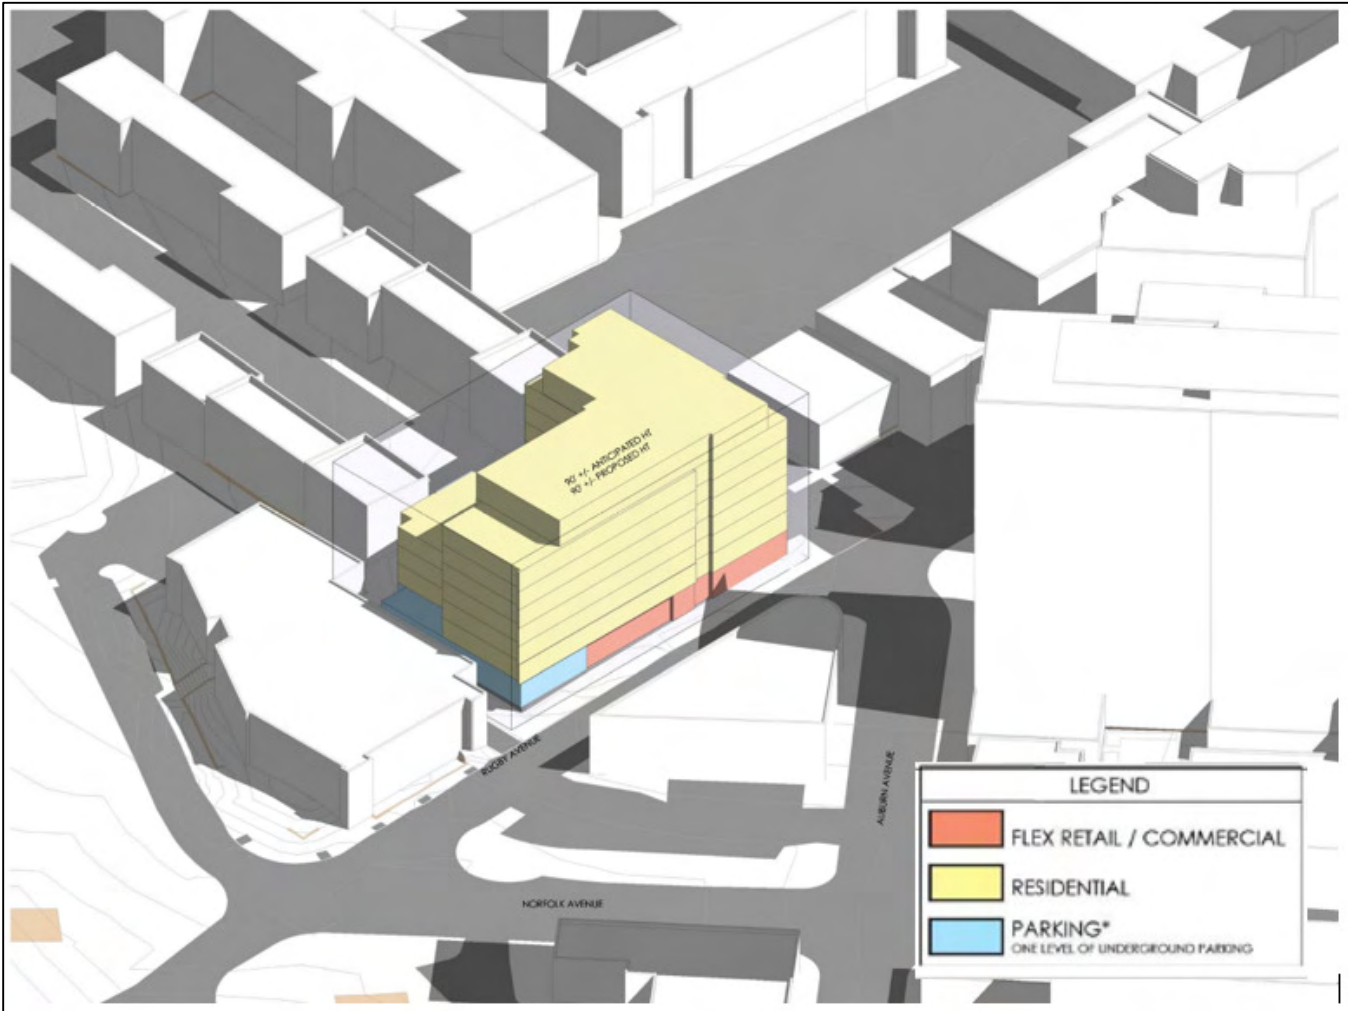 90' +/- ANTICIPATED HT
90' +/- PROPOSED HT
RUGBY AVENUE
AUBURN AVENUE
NORFOLK AVENUE
LEGEND
FLEX RETAIL / COMMERCIAL
RESIDENTIAL
PARKING*
ONE LEVEL OF UNDERGROUND PARKING